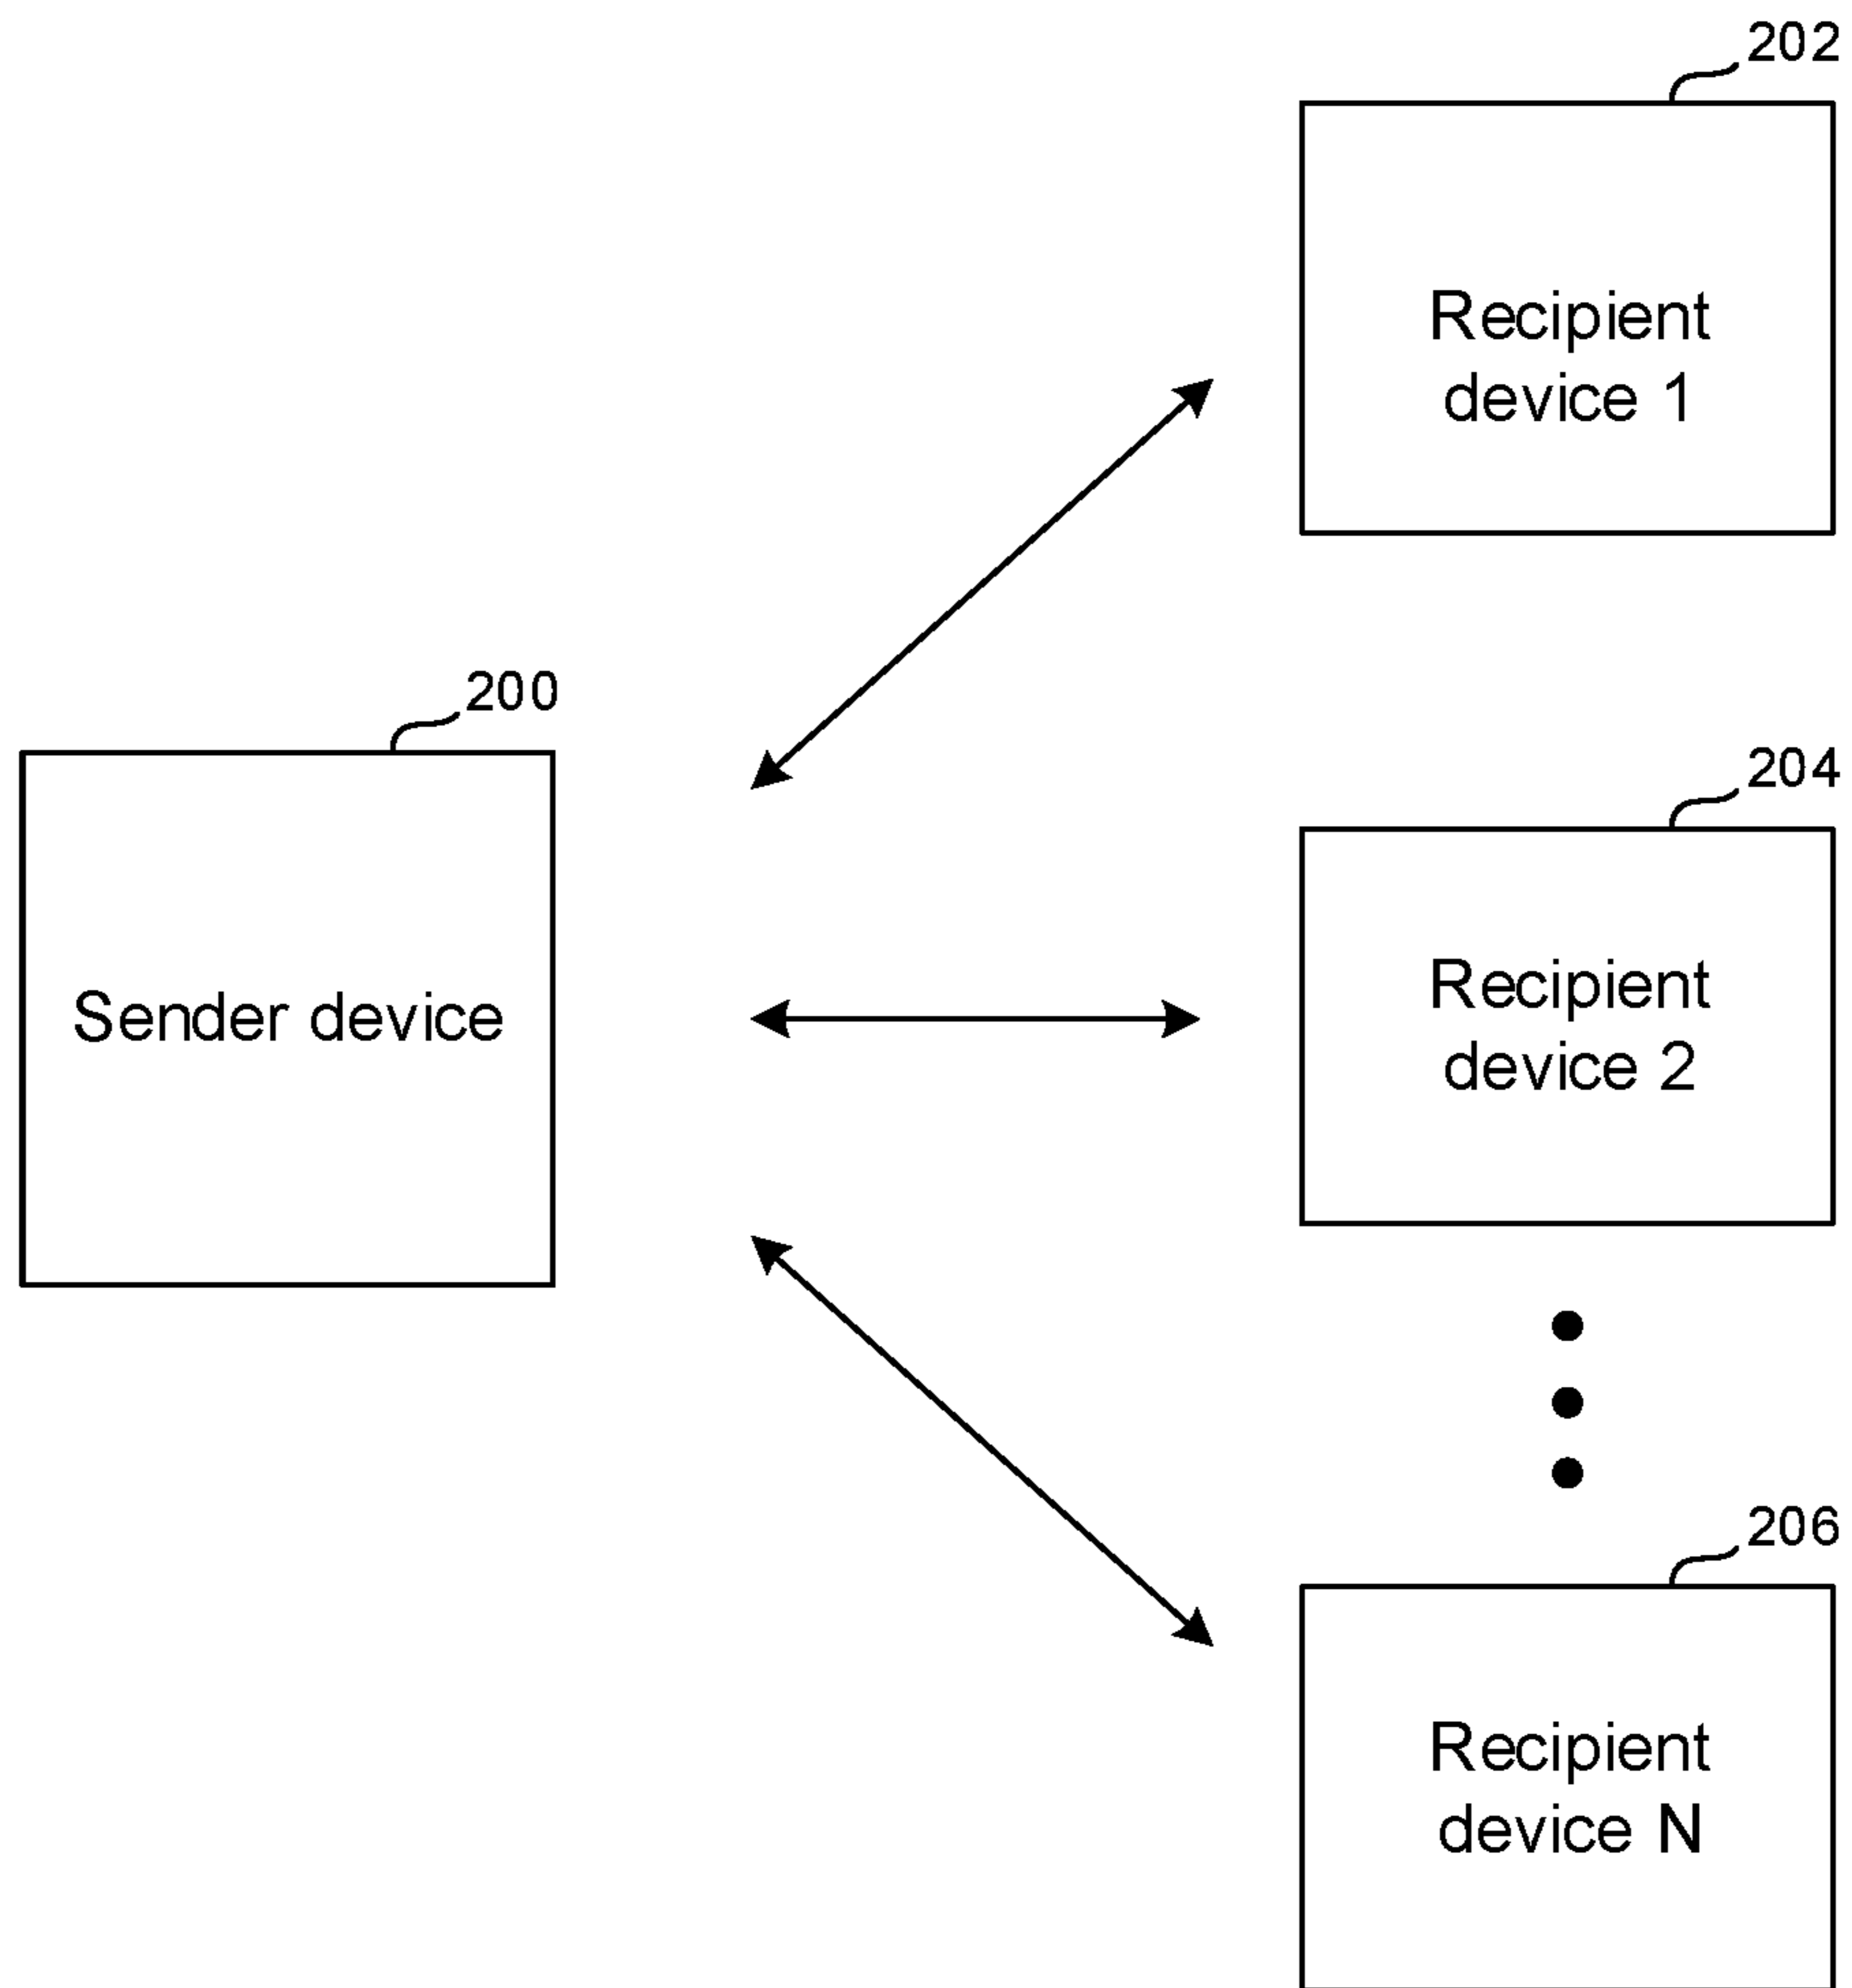 202
Recipient
device 1
200
Sender device
204
Recipient
device 2
206
Recipient
device N